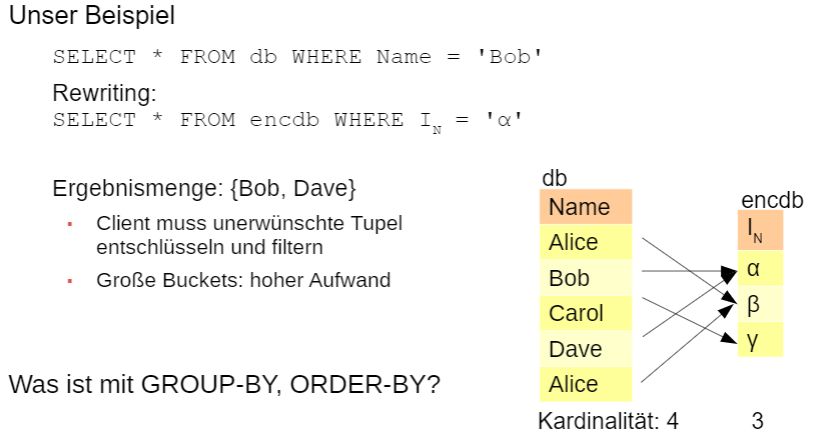 Unser Beispiel
SELECT * FROM db WHERE Name = 'Bob'
Rewriting:
SELECT * FROM encdb WHERE I_N = 'α'
Ergebnismenge: {Bob, Dave}
▪ Client muss unerwünschte Tupel
entschlüsseln und filtern
▪ Große Buckets: hoher Aufwand
Was ist mit GROUP-BY, ORDER-BY?
db
Name
Alice
Bob
Carol
Dave
Alice
encdb
I_N
α
β
γ
Kardinalität: 4 3